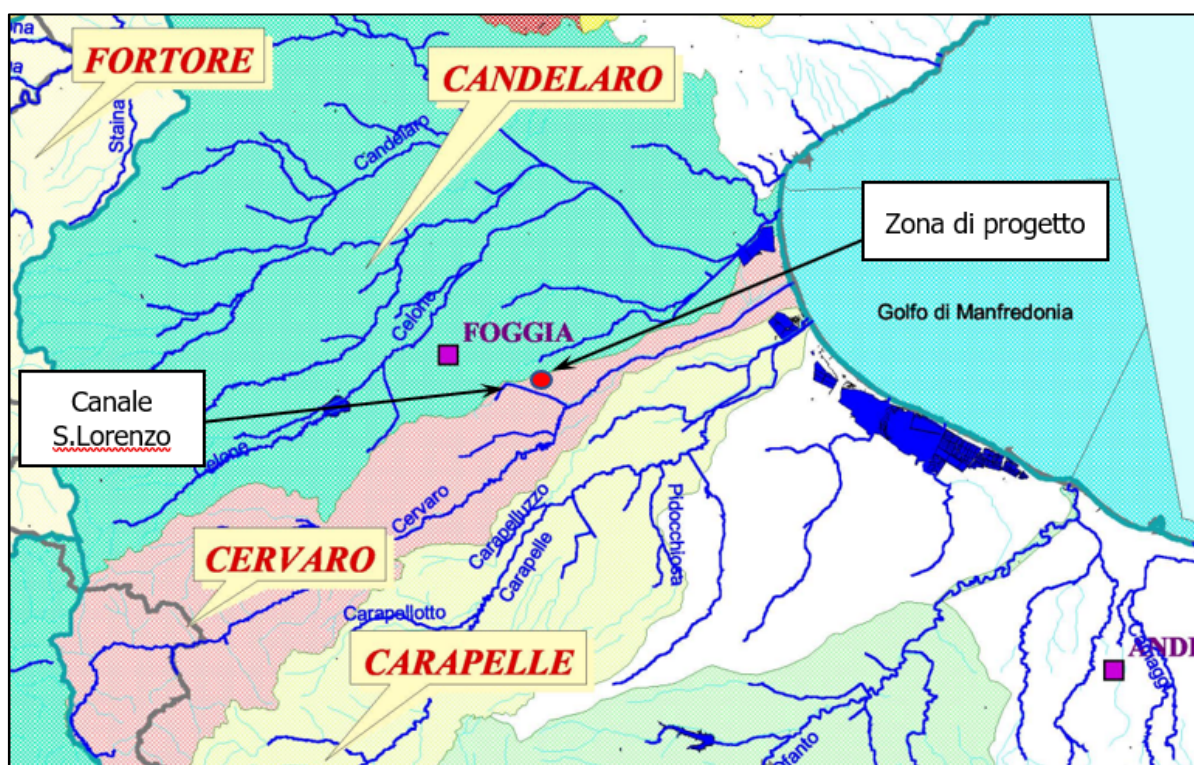 FORTORE
CANDELARO
Staina
Candelaro
Zona di progetto
Golfo di Manfredonia
Celone
FOGGIA
Canale
S.Lorenzo
Celone
Cervaro
Carapelluzzo
Carapelle
Pidocchiosa
CERVARO
Carapellotto
CARAPELLE
ANDR